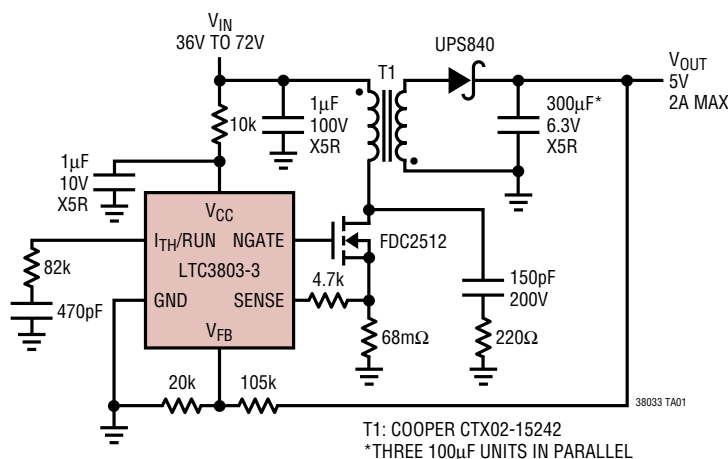 VIN
36V TO 72V
T1
UPS840
VOUT
5V
2A MAX
10k
1µF
100V
X5R
300µF*
6.3V
X5R
1µF
10V
X5R
VCC
ITH/RUN
NGATE
FDC2512
82k
LTC3803-3
4.7k
150pF
200V
470pF
GND
SENSE
VFB
68mΩ
220Ω
20k
105k
38033 TA01
T1: COOPER CTX02-15242
*THREE 100µF UNITS IN PARALLEL